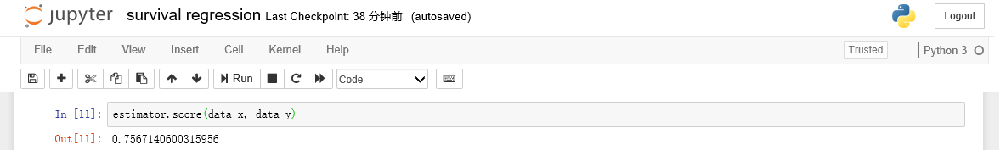 jupyter survival regression Last Checkpoint: 38 分钟前 (autosaved) Logout
File Edit View Insert Cell Kernel Help Trusted Python 3
Run Code
In [11]: estimator.score(data_x, data_y)
Out[11]: 0.7567140600315956